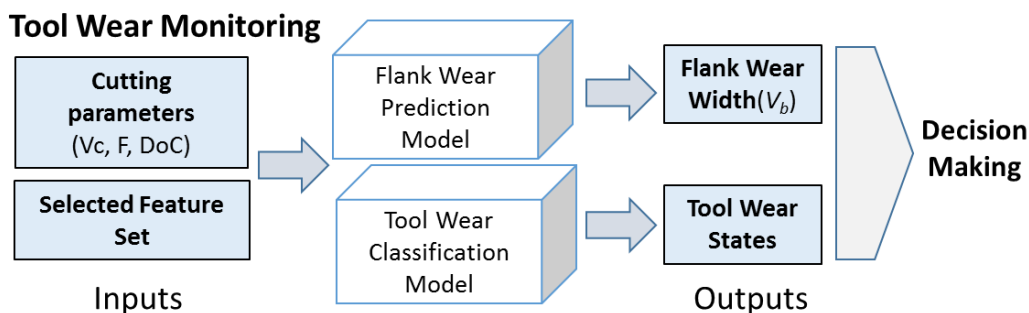 Tool Wear Monitoring
Cutting
parameters
(Vc, F, DoC)
Selected Feature
Set
Inputs
Flank Wear
Prediction
Model
Tool Wear
Classification
Model
Flank Wear
Width(Vb)
Tool Wear
States
Outputs
Decision
Making